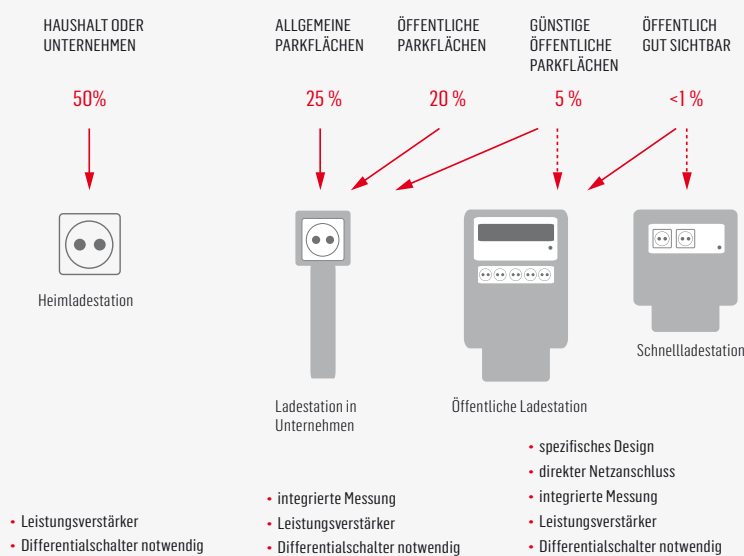 HAUSHALT ODER
UNTERNEHMEN
ALLGEMEINE
PARKFLÄCHEN
ÖFFENTLICHE
PARKFLÄCHEN
GÜNSTIGE
ÖFFENTLICHE
PARKFLÄCHEN
ÖFFENTLICH
GUT SICHTBAR
50%
25 %
20 %
5 %
<1 %
Heimladestation
Ladestation in
Unternehmen
Öffentliche Ladestation
Schnellladestation
• Leistungsverstärker
• Differentialschalter notwendig
• integrierte Messung
• Leistungsverstärker
• Differentialschalter notwendig
• spezifisches Design
• direkter Netzanschluss
• integrierte Messung
• Leistungsverstärker
• Differentialschalter notwendig